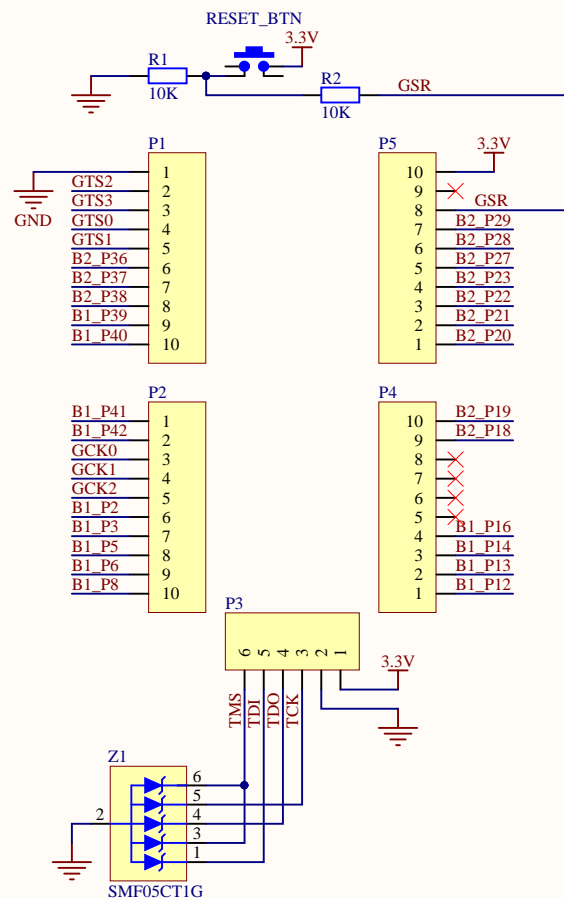 RESET_BTN
3.3V
R1
10K
R2
10K
GSR
P1
1
GTS2 2
GTS3 3
GTS0 4
GTS1 5
B2_P36 6
B2_P37 7
B2_P38 8
B1_P39 9
B1_P40 10
GND
P5
3.3V
10
9
8 GSR
7 B2_P29
6 B2_P28
5 B2_P27
4 B2_P23
3 B2_P22
2 B2_P21
1 B2_P20
P2
B1_P41 1
B1_P42 2
GCK0 3
GCK1 4
GCK2 5
B1_P2 6
B1_P3 7
B1_P5 8
B1_P6 9
B1_P8 10
P4
10 B2_P19
9 B2_P18
8
7
6
5
4 B1_P16
3 B1_P14
2 B1_P13
1 B1_P12
P3
6 5 4 3 2 1
TMS TDI TDO TCK
3.3V
Z1
2
6
5
4
3
1
SMF05CT1G